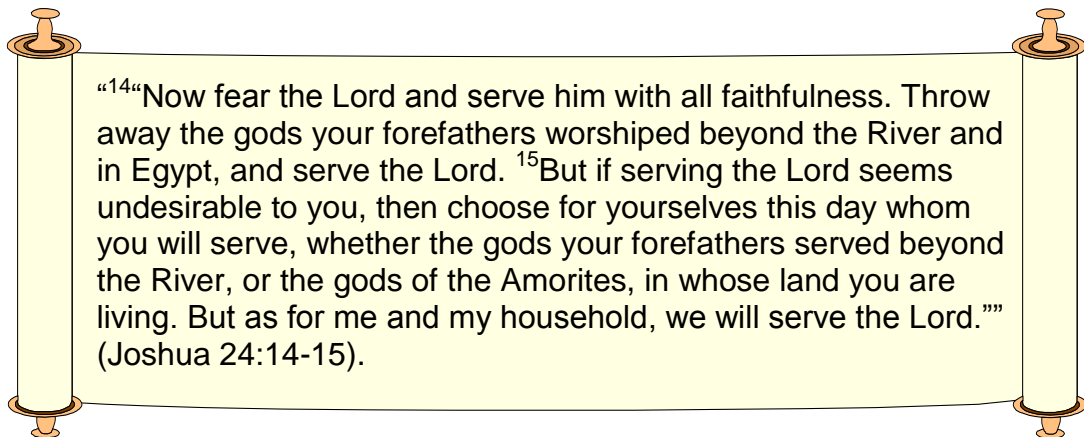 “¹⁴“Now fear the Lord and serve him with all faithfulness. Throw
away the gods your forefathers worshiped beyond the River and
in Egypt, and serve the Lord. ¹⁵But if serving the Lord seems
undesirable to you, then choose for yourselves this day whom
you will serve, whether the gods your forefathers served beyond
the River, or the gods of the Amorites, in whose land you are
living. But as for me and my household, we will serve the Lord.””
(Joshua 24:14-15).